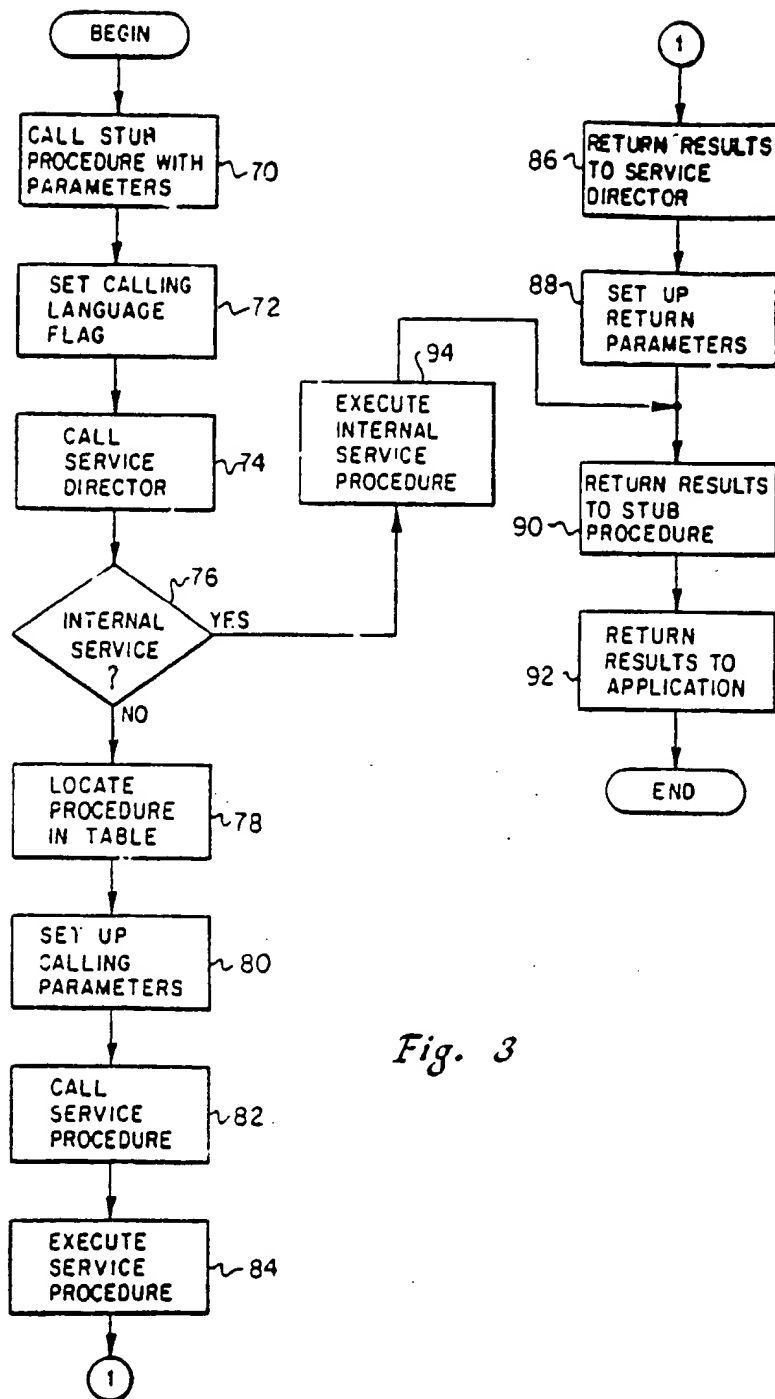 BEGIN
CALL STUB
PROCEDURE WITH
PARAMETERS
70
SET CALLING
LANGUAGE
FLAG
72
CALL
SERVICE
DIRECTOR
74
76
INTERNAL
SERVICE
?
YES
NO
LOCATE
PROCEDURE
IN TABLE
78
SET UP
CALLING
PARAMETERS
80
CALL
SERVICE
PROCEDURE
82
EXECUTE
SERVICE
PROCEDURE
84
1
94
EXECUTE
INTERNAL
SERVICE
PROCEDURE
1
RETURN RESULTS
TO SERVICE
DIRECTOR
86
SET UP
RETURN
PARAMETERS
88
RETURN RESULTS
TO STUB
PROCEDURE
90
RETURN
RESULTS TO
APPLICATION
92
END
Fig. 3